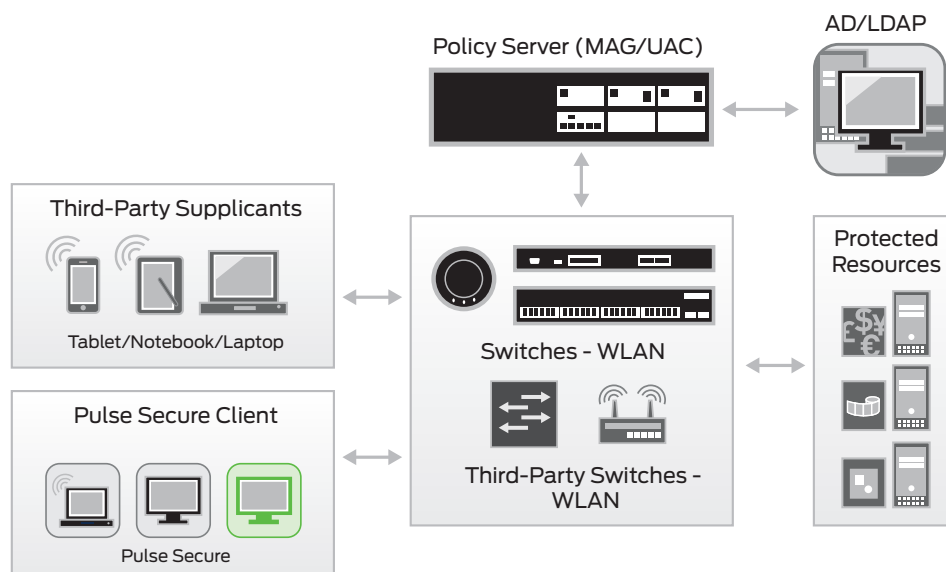 AD/LDAP
Policy Server (MAG/UAC)
Third-Party Supplicants
Tablet/Notebook/Laptop
Pulse Secure Client
Pulse Secure
Switches - WLAN
Third-Party Switches -
WLAN
Protected
Resources
£$¥
€